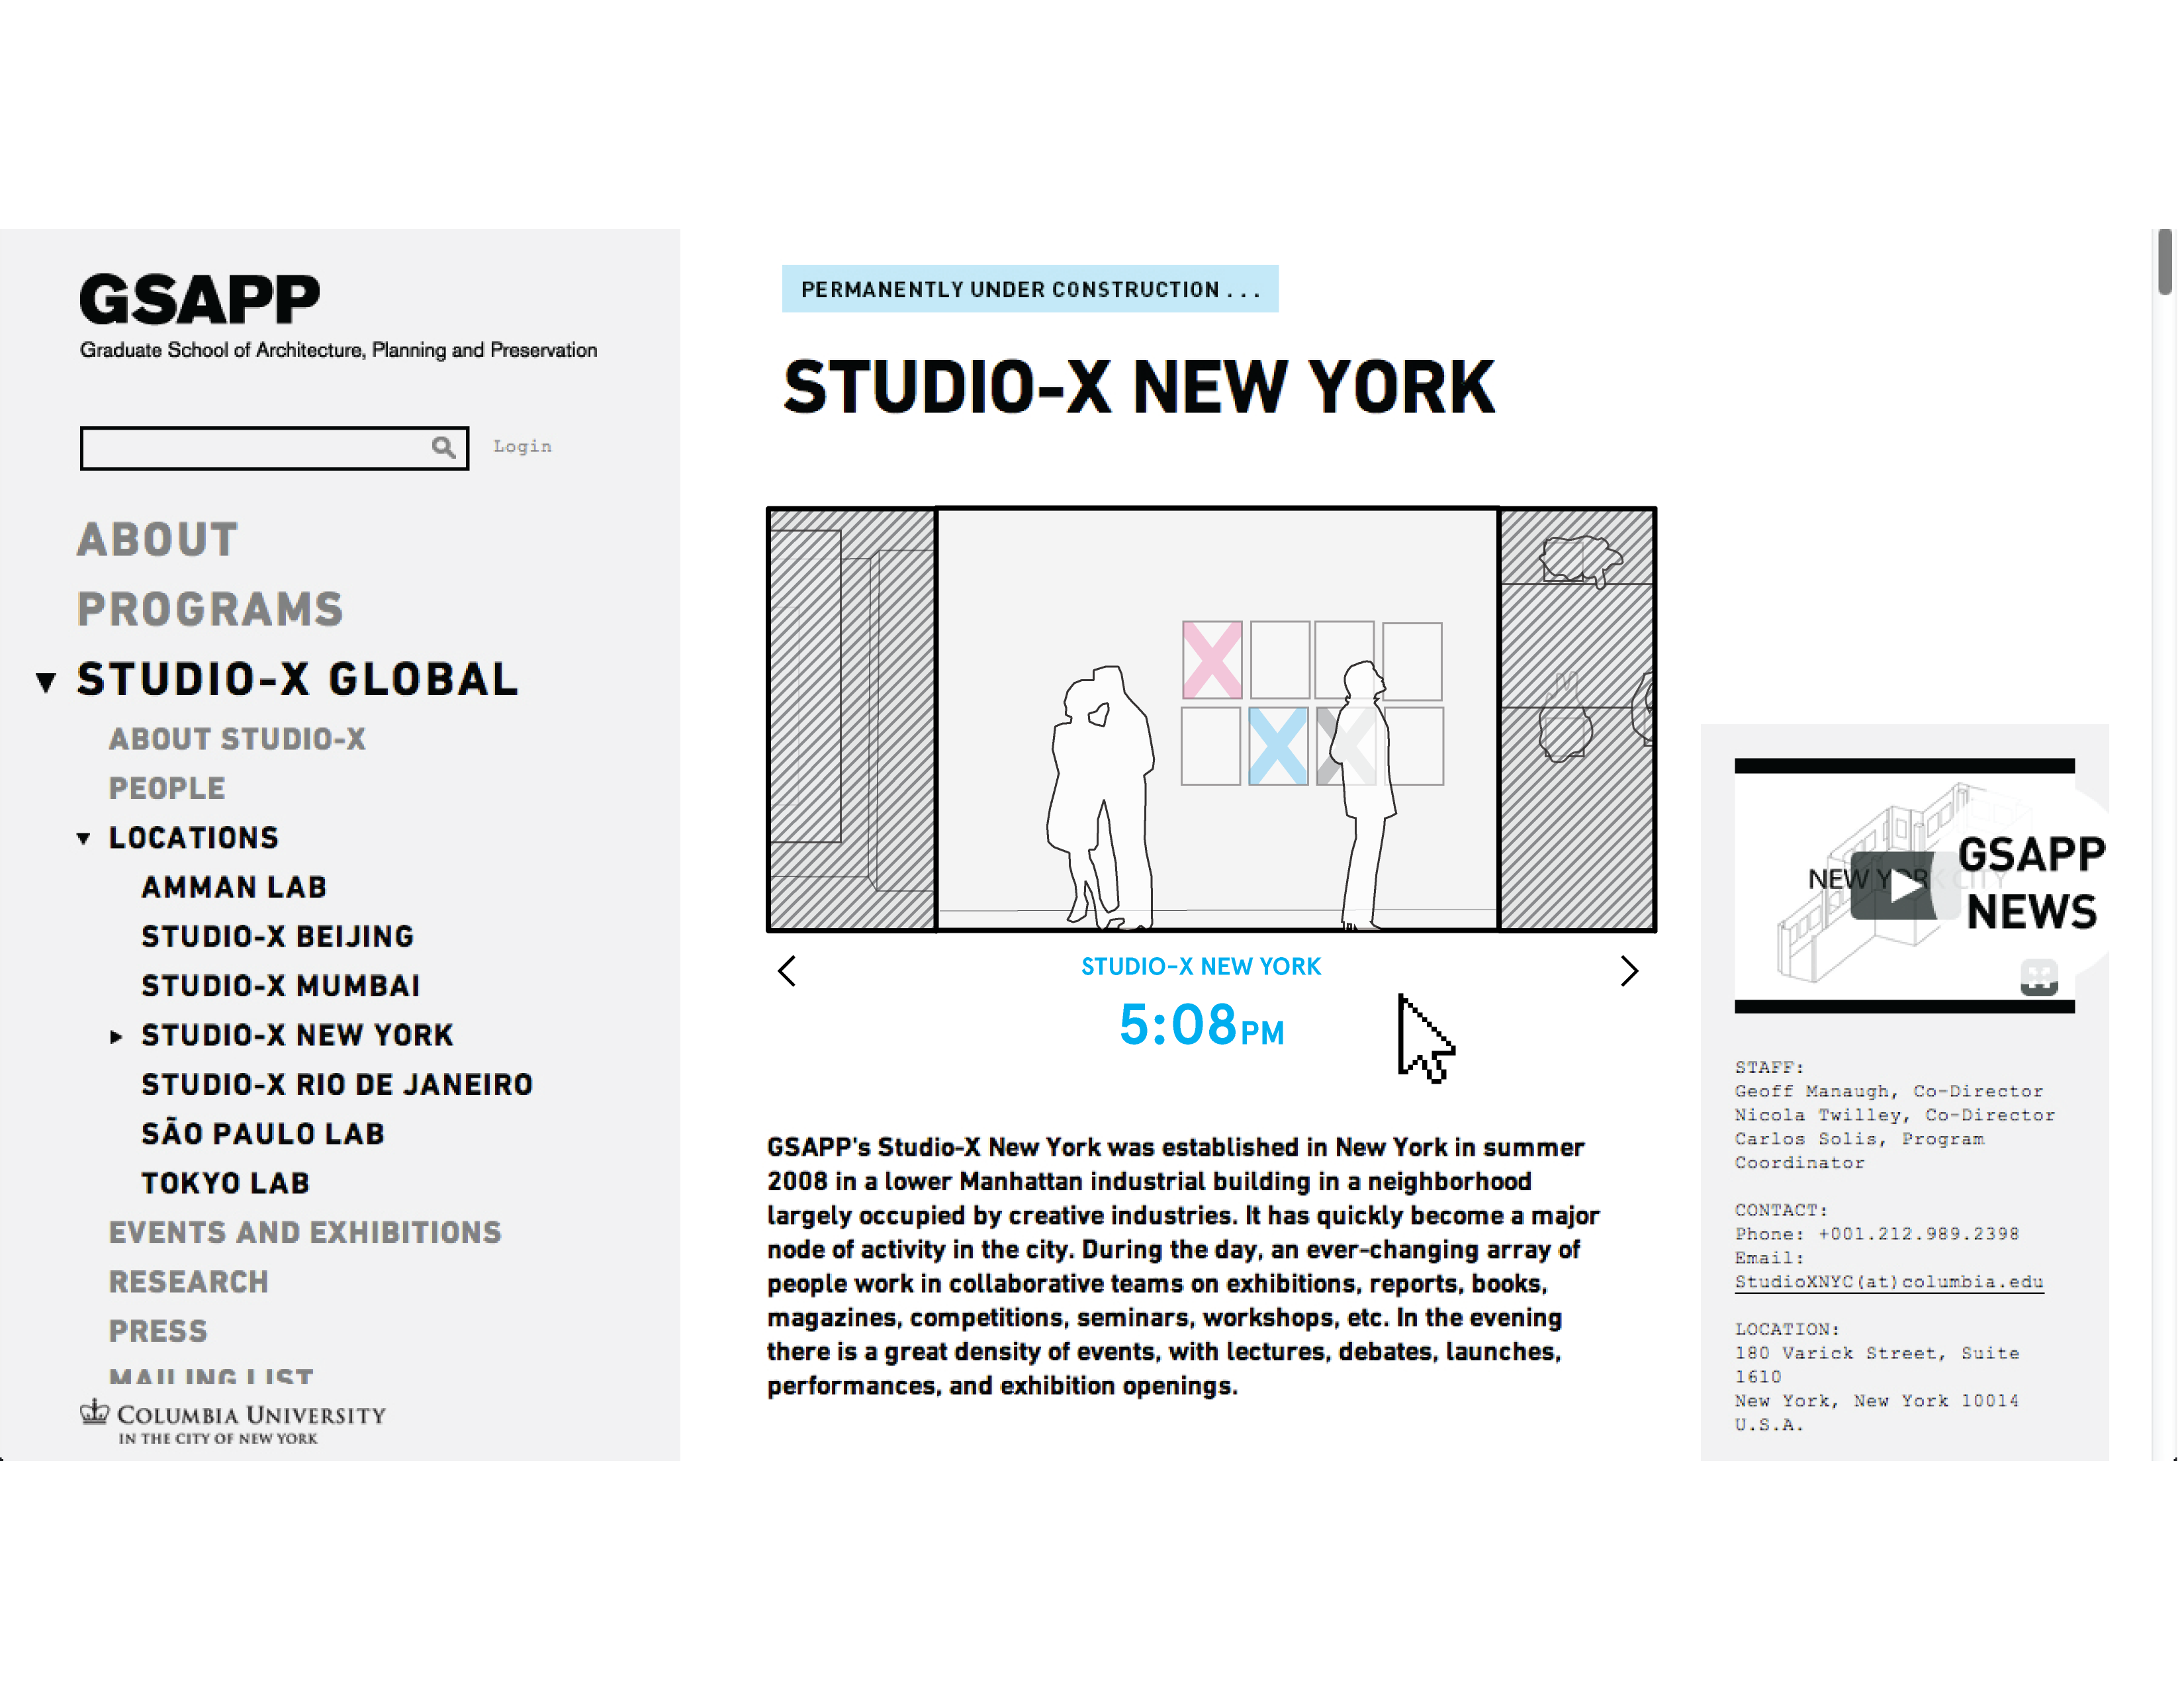 GSAPP
Graduate School of Architecture, Planning and Preservation
Login
ABOUT
PROGRAMS
STUDIO-X GLOBAL
ABOUT STUDIO-X
PEOPLE
LOCATIONS
AMMAN LAB
STUDIO-X BEIJING
STUDIO-X MUMBAI
STUDIO-X NEW YORK
STUDIO-X RIO DE JANEIRO
SÃO PAULO LAB
TOKYO LAB
EVENTS AND EXHIBITIONS
RESEARCH
PRESS
MAILING LIST
COLUMBIA UNIVERSITY
IN THE CITY OF NEW YORK
PERMANENTLY UNDER CONSTRUCTION . . .
STUDIO-X NEW YORK
X
X X
STUDIO-X NEW YORK
5:08PM
GSAPP's Studio-X New York was established in New York in summer
2008 in a lower Manhattan industrial building in a neighborhood
largely occupied by creative industries. It has quickly become a major
node of activity in the city. During the day, an ever-changing array of
people work in collaborative teams on exhibitions, reports, books,
magazines, competitions, seminars, workshops, etc. In the evening
there is a great density of events, with lectures, debates, launches,
performances, and exhibition openings.
NEW YORK CITY
GSAPP
NEWS
STAFF:
Geoff Manaugh, Co-Director
Nicola Twilley, Co-Director
Carlos Solis, Program
Coordinator
CONTACT:
Phone: +001.212.989.2398
Email:
StudioXNYC(at)columbia.edu
LOCATION:
180 Varick Street, Suite
1610
New York, New York 10014
U.S.A.